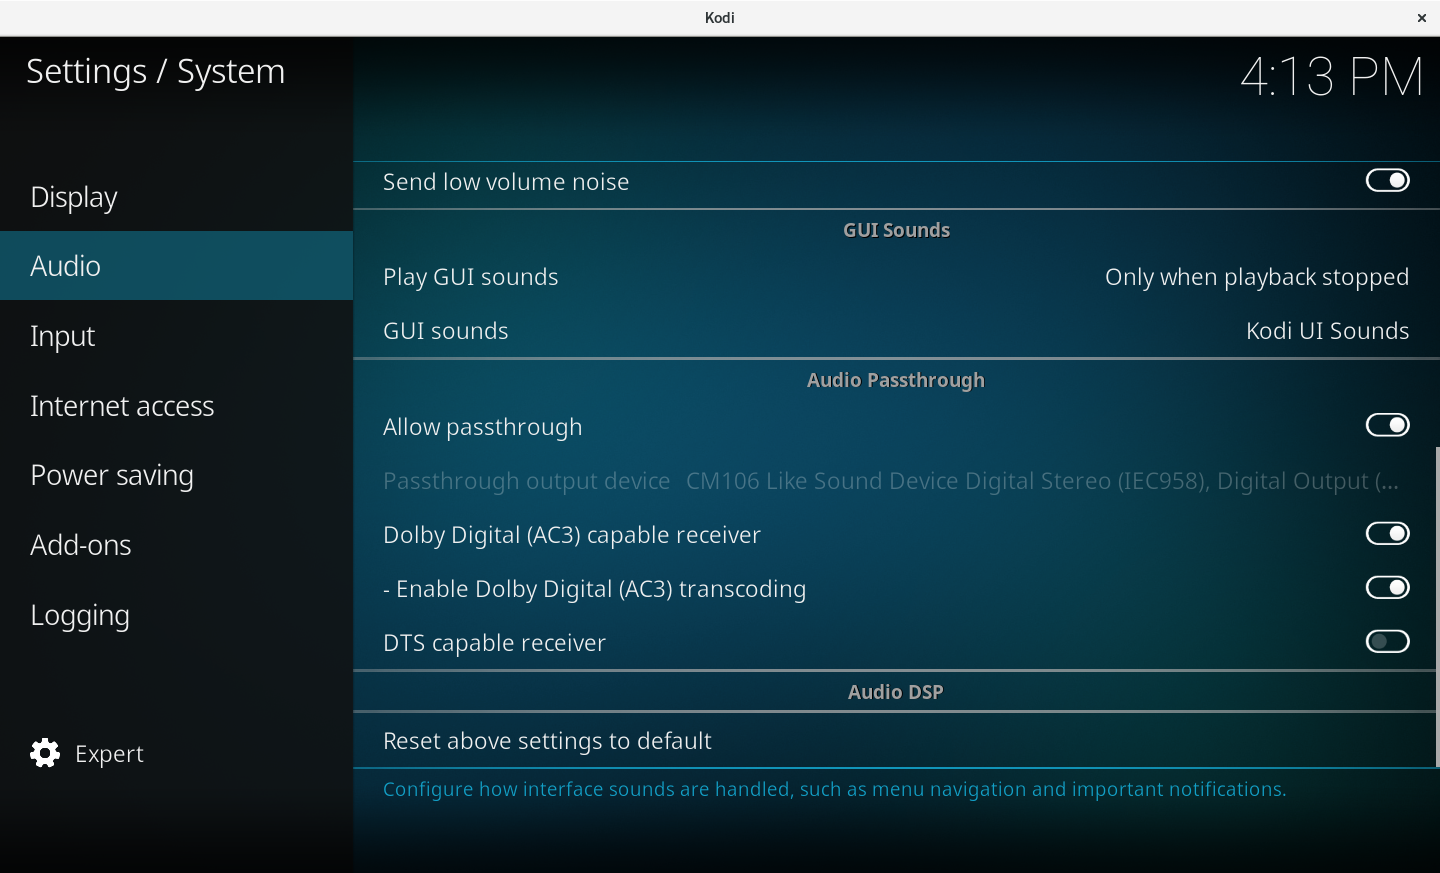 Kodi
Settings / System
4:13 PM
Display
Audio
Input
Internet access
Power saving
Add-ons
Logging
Expert
Send low volume noise
GUI Sounds
Play GUI sounds Only when playback stopped
GUI sounds Kodi UI Sounds
Audio Passthrough
Allow passthrough
Passthrough output device CM106 Like Sound Device Digital Stereo (IEC958), Digital Output (...
Dolby Digital (AC3) capable receiver
- Enable Dolby Digital (AC3) transcoding
DTS capable receiver
Audio DSP
Reset above settings to default
Configure how interface sounds are handled, such as menu navigation and important notifications.